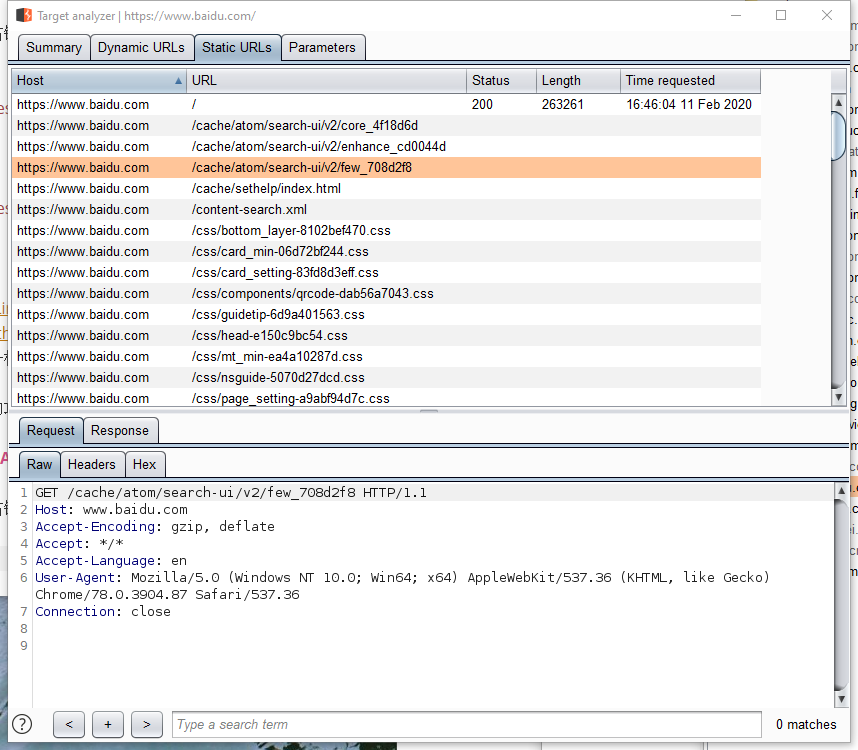 Target analyzer | https://www.baidu.com/
Summary Dynamic URLs Static URLs Parameters
Host URL Status Length Time requested
https://www.baidu.com / 200 263261 16:46:04 11 Feb 2020
https://www.baidu.com /cache/atom/search-ui/v2/core_4f18d6d
https://www.baidu.com /cache/atom/search-ui/v2/enhance_cd0044d
https://www.baidu.com /cache/atom/search-ui/v2/few_708d2f8
https://www.baidu.com /cache/sethelp/index.html
https://www.baidu.com /content-search.xml
https://www.baidu.com /css/bottom_layer-8102bef470.css
https://www.baidu.com /css/card_min-06d72bf244.css
https://www.baidu.com /css/card_setting-83fd8d3eff.css
https://www.baidu.com /css/components/qrcode-dab56a7043.css
https://www.baidu.com /css/guidetip-6d9a401563.css
https://www.baidu.com /css/head-e150c9bc54.css
https://www.baidu.com /css/mt_min-ea4a10287d.css
https://www.baidu.com /css/nsguide-5070d27dcd.css
https://www.baidu.com /css/page_setting-a9abf94d7c.css
Request Response
Raw Headers Hex
1 GET /cache/atom/search-ui/v2/few_708d2f8 HTTP/1.1
2 Host: www.baidu.com
3 Accept-Encoding: gzip, deflate
4 Accept: */*
5 Accept-Language: en
6 User-Agent: Mozilla/5.0 (Windows NT 10.0; Win64; x64) AppleWebKit/537.36 (KHTML, like Gecko)
Chrome/78.0.3904.87 Safari/537.36
7 Connection: close
8
9
? < + > Type a search term 0 matches